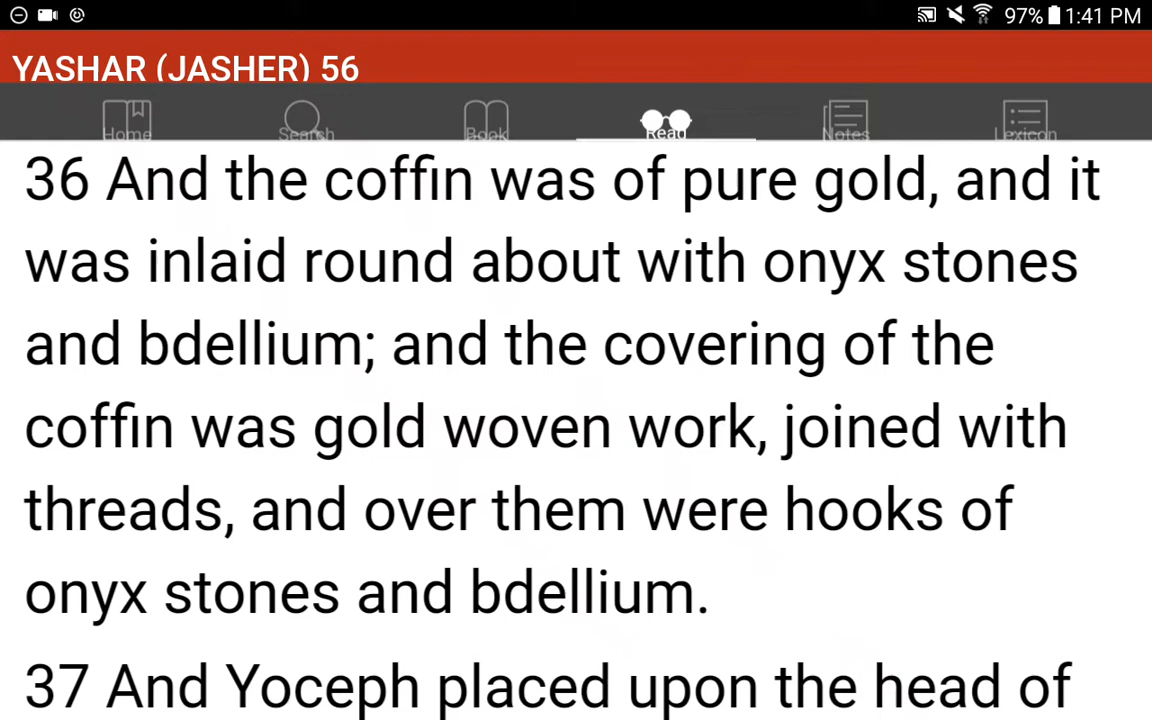 97% 1:41 PM
YASHAR (JASHER) 56
Home Search Book Read Notes Lexicon
36 And the coffin was of pure gold, and it
was inlaid round about with onyx stones
and bdellium; and the covering of the
coffin was gold woven work, joined with
threads, and over them were hooks of
onyx stones and bdellium.
37 And Yoceph placed upon the head of